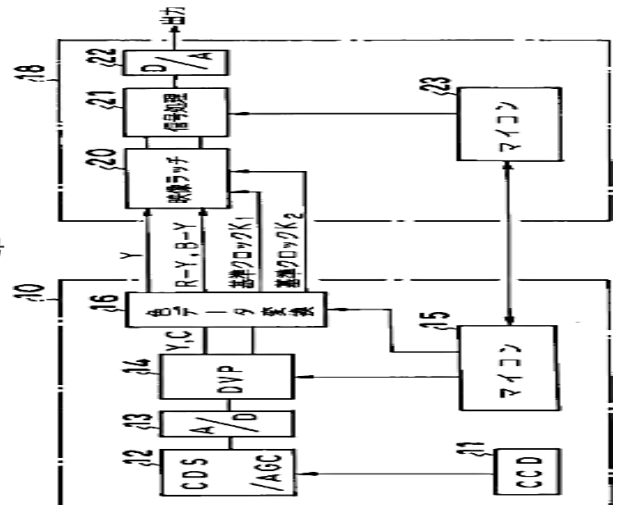 10
CCD
11
CDS
/AGC
12
A/D
13
DVP
14
マイコン
15
Y,C
色データ変換
16
Y
R-Y,B-Y
基準クロックK1
基準クロックK2
18
映像ラッチ
20
信号処理
21
D/A
22
出力
マイコン
23